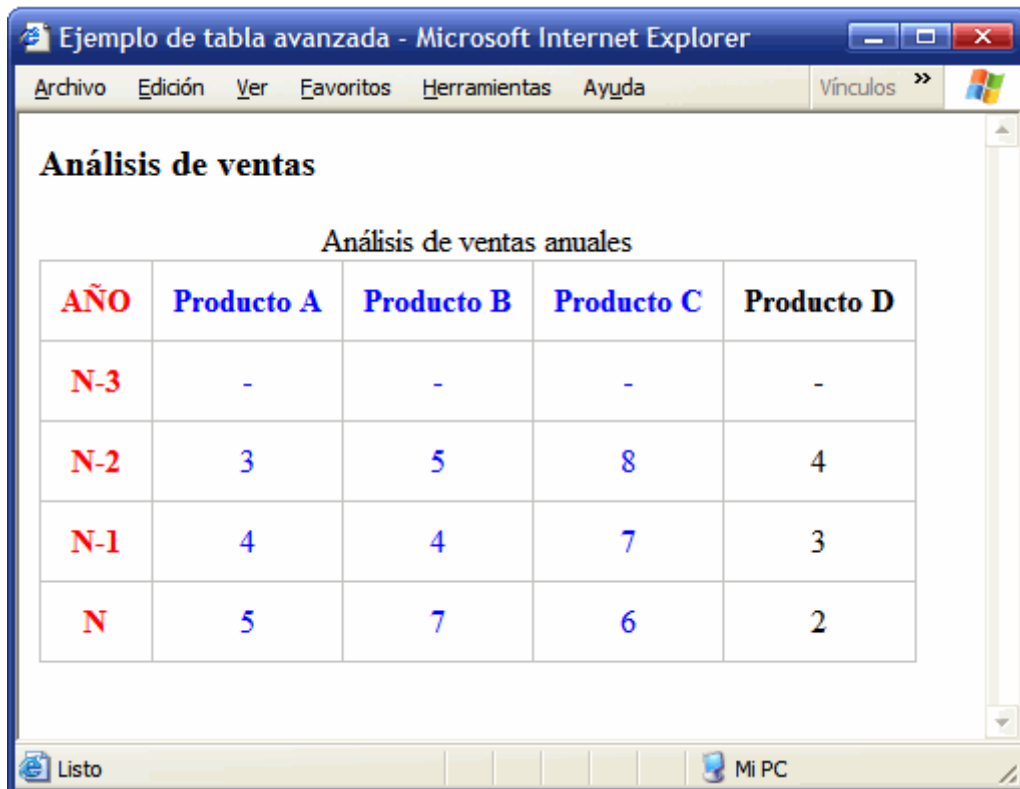 Ejemplo de tabla avanzada - Microsoft Internet Explorer
Archivo Edición Ver Favoritos Herramientas Ayuda Vínculos »
Análisis de ventas
Análisis de ventas anuales
AÑO Producto A Producto B Producto C Producto D
N-3 - - - -
N-2 3 5 8 4
N-1 4 4 7 3
N 5 7 6 2
Listo Mi PC